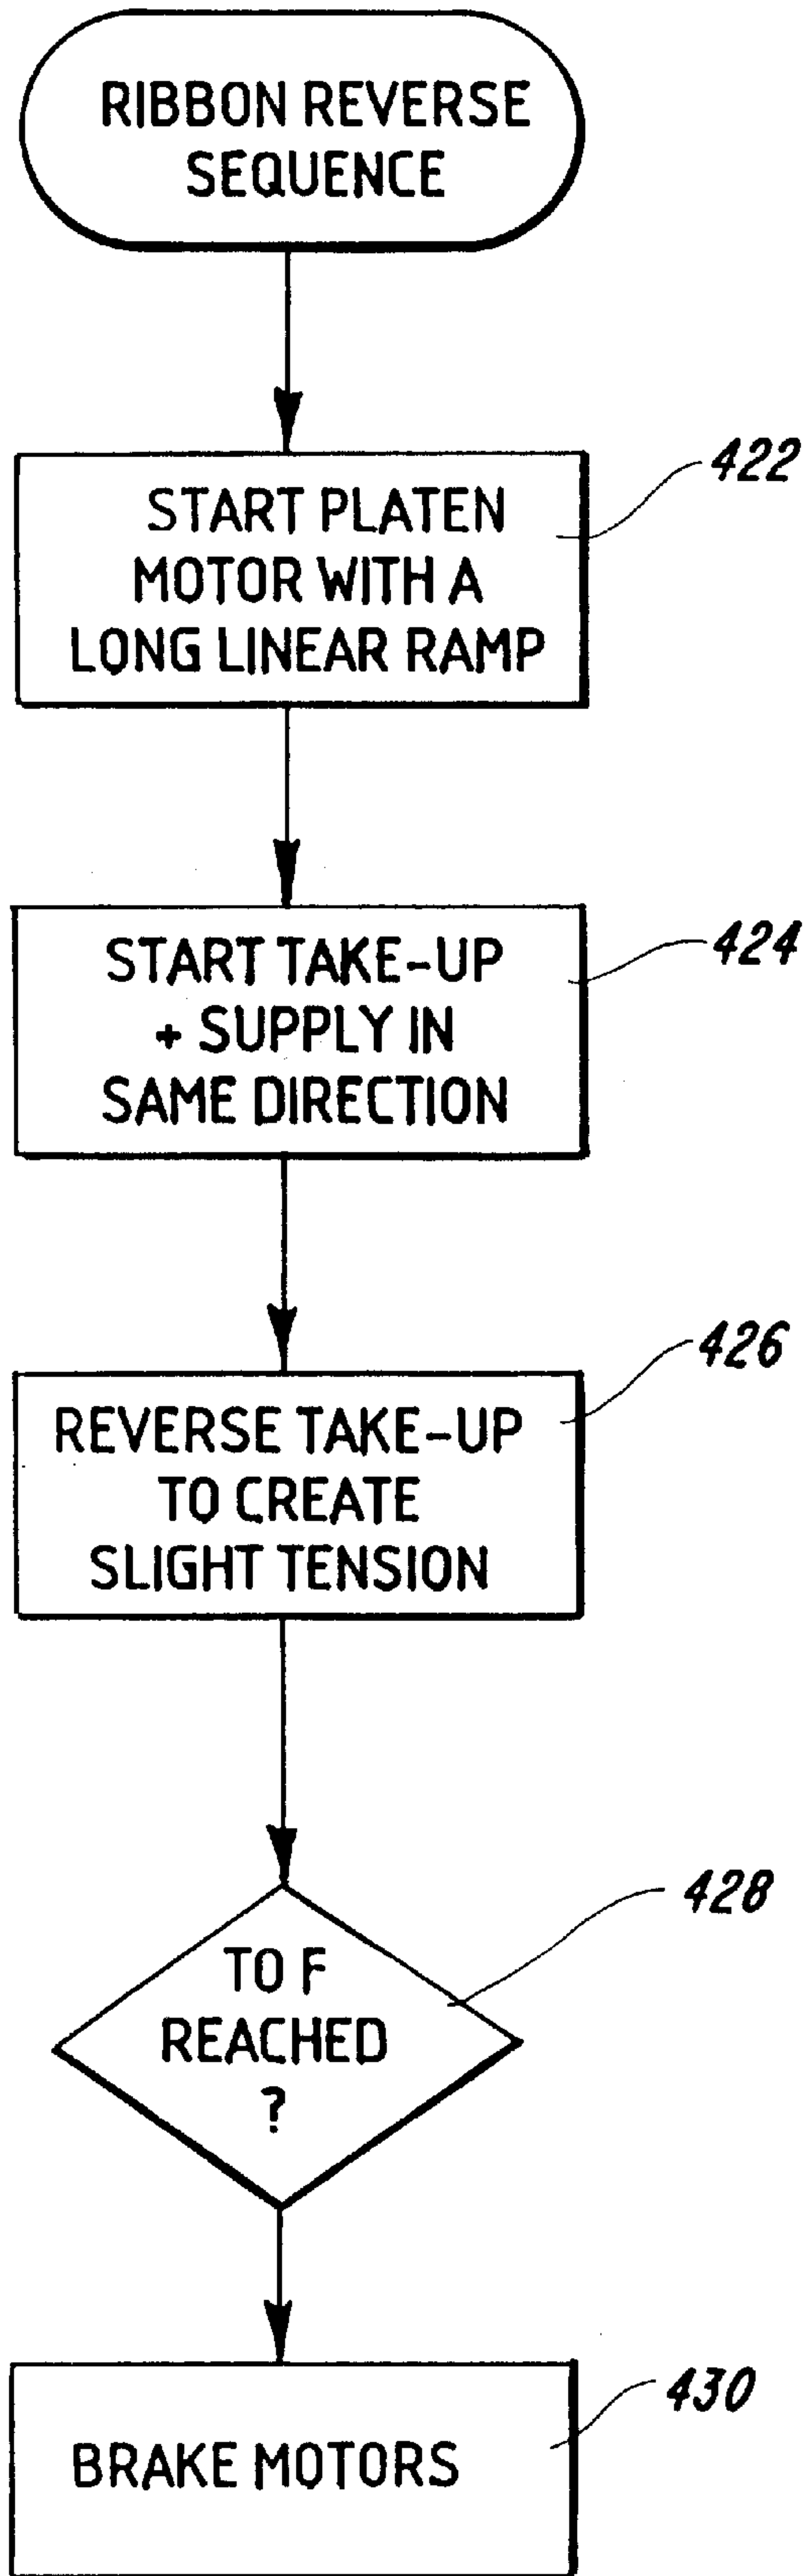 RIBBON REVERSE
SEQUENCE
422
START PLATEN
MOTOR WITH A
LONG LINEAR RAMP
424
START TAKE-UP
+ SUPPLY IN
SAME DIRECTION
426
REVERSE TAKE-UP
TO CREATE
SLIGHT TENSION
428
TO F
REACHED
?
430
BRAKE MOTORS